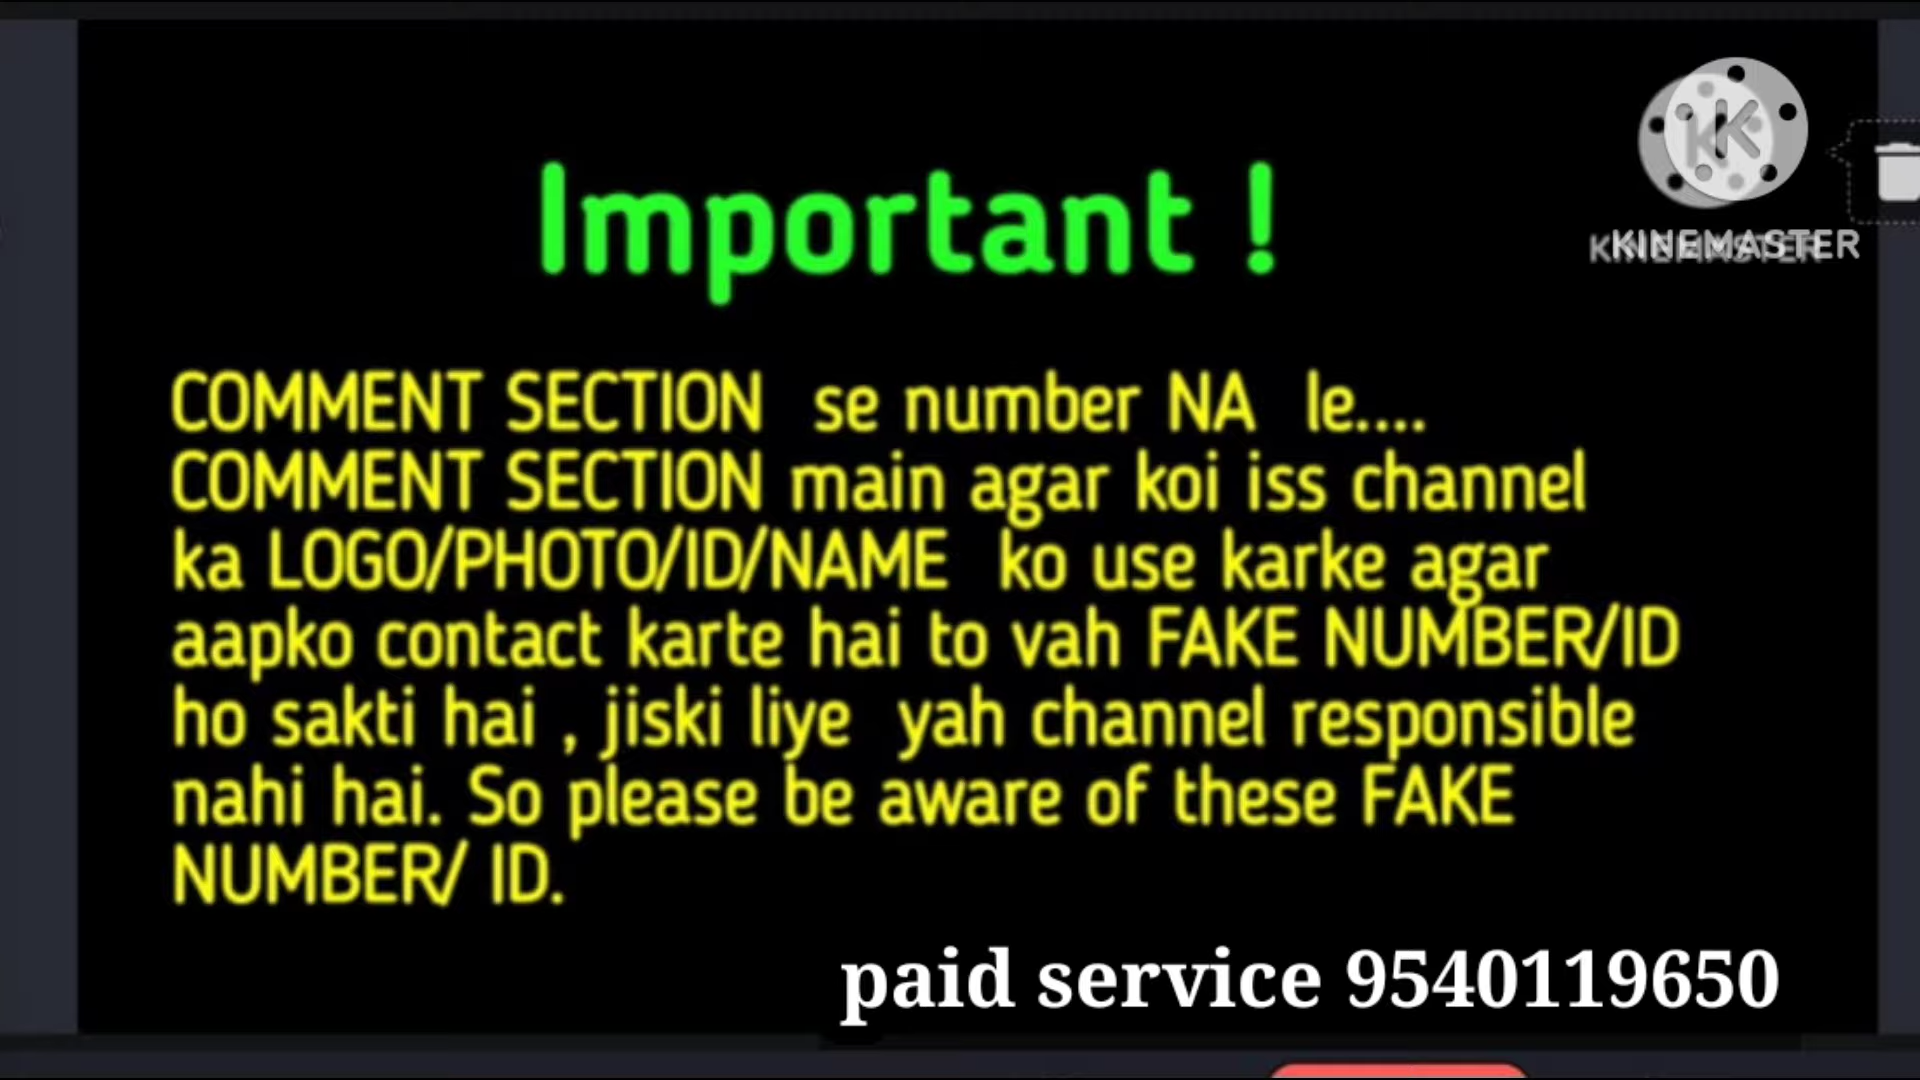 Important !
KINEMASTER
KINEMASTER
COMMENT SECTION se number NA le....
COMMENT SECTION main agar koi iss channel
ka LOGO/PHOTO/ID/NAME ko use karke agar
aapko contact karte hai to vah FAKE NUMBER/ID
ho sakti hai , jiski liye yah channel responsible
nahi hai. So please be aware of these FAKE
NUMBER/ ID.
paid service 9540119650